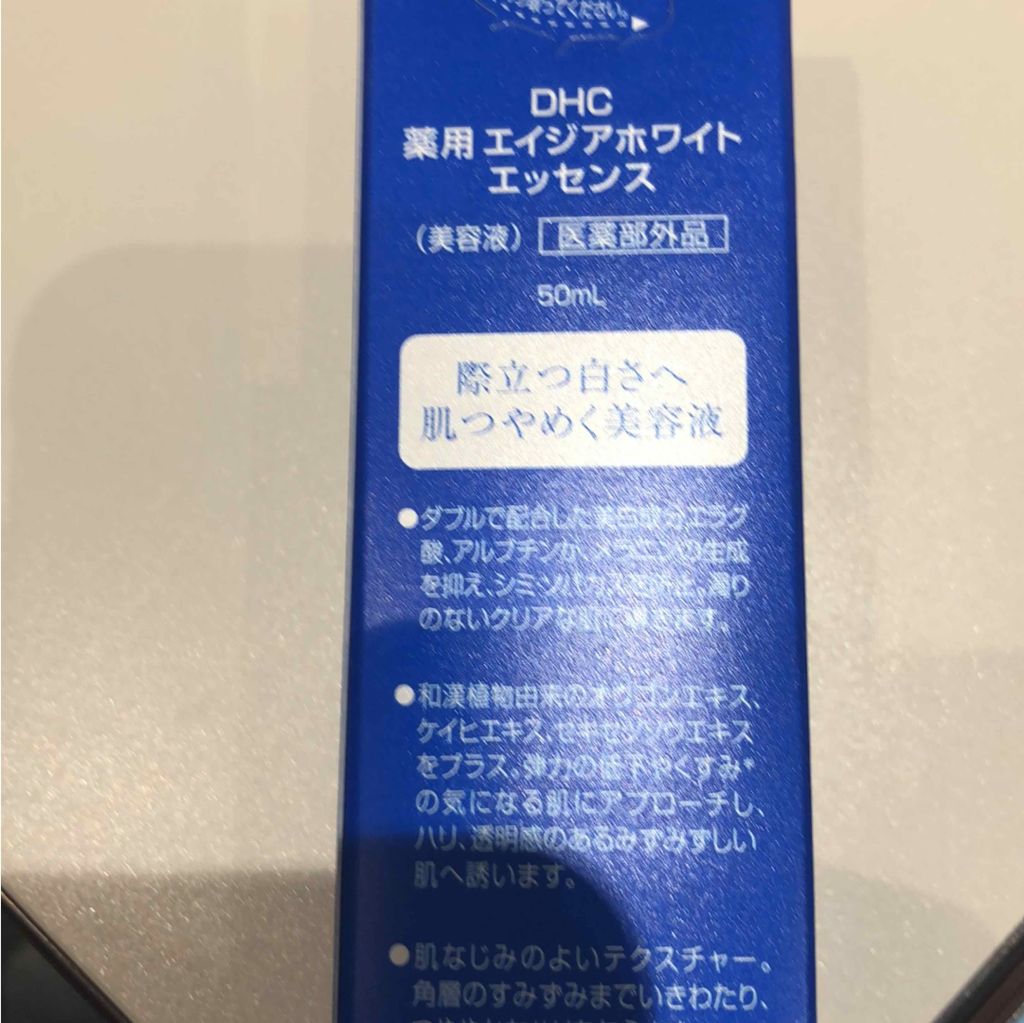 取ってください。
DHC
薬用 エイジアホワイト
エッセンス
(美容液) 医薬部外品
50mL
際立つ白さへ
肌つやめく美容液
●ダブルで配合した美白成分エラグ
酸、アルブチンが、メラニンの生成
を抑え、シミ・ソバカスを防止。濁り
のないクリアな肌に導きます。
●和漢植物由来のオウゴンエキス、
ケイヒエキス、セキセツソウエキス
をプラス。弾力の低下やくすみ*
の気になる肌にアプローチし、
ハリ、透明感のあるみずみずしい
肌へ誘います。
●肌なじみのよいテクスチャー。
角層のすみずみまでいきわたり、